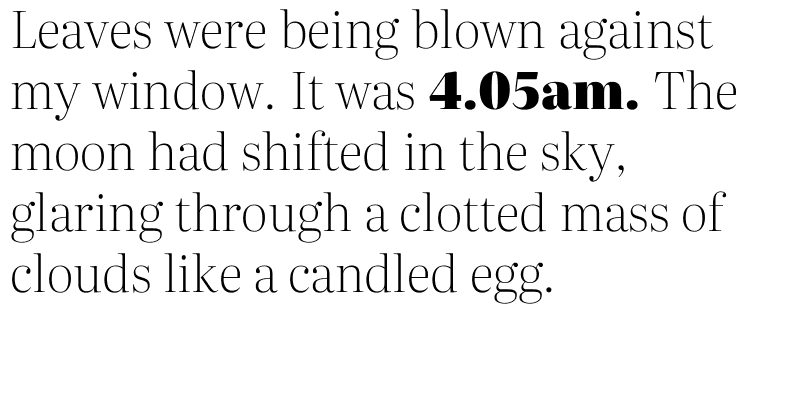 Leaves were being blown against
my window. It was 4.05am. The
moon had shifted in the sky,
glaring through a clotted mass of
clouds like a candled egg.